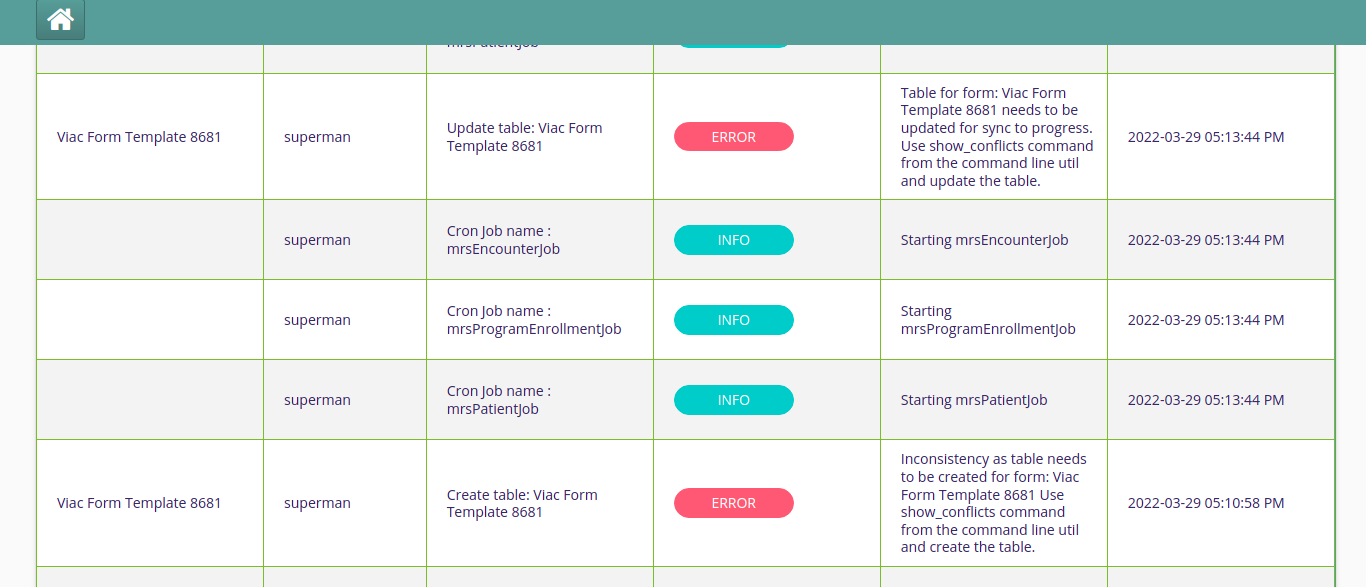 Viac Form Template 8681
superman
Update table: Viac Form
Template 8681
ERROR
Table for form: Viac Form
Template 8681 needs to be
updated for sync to progress.
Use show_conflicts command
from the command line util
and update the table.
2022-03-29 05:13:44 PM
superman
Cron Job name :
mrsEncounterJob
INFO
Starting mrsEncounterJob
2022-03-29 05:13:44 PM
superman
Cron Job name :
mrsProgramEnrollmentJob
INFO
Starting
mrsProgramEnrollmentJob
2022-03-29 05:13:44 PM
superman
Cron Job name :
mrsPatientJob
INFO
Starting mrsPatientJob
2022-03-29 05:13:44 PM
Viac Form Template 8681
superman
Create table: Viac Form
Template 8681
ERROR
Inconsistency as table needs
to be created for form: Viac
Form Template 8681 Use
show_conflicts command
from the command line util
and create the table.
2022-03-29 05:10:58 PM